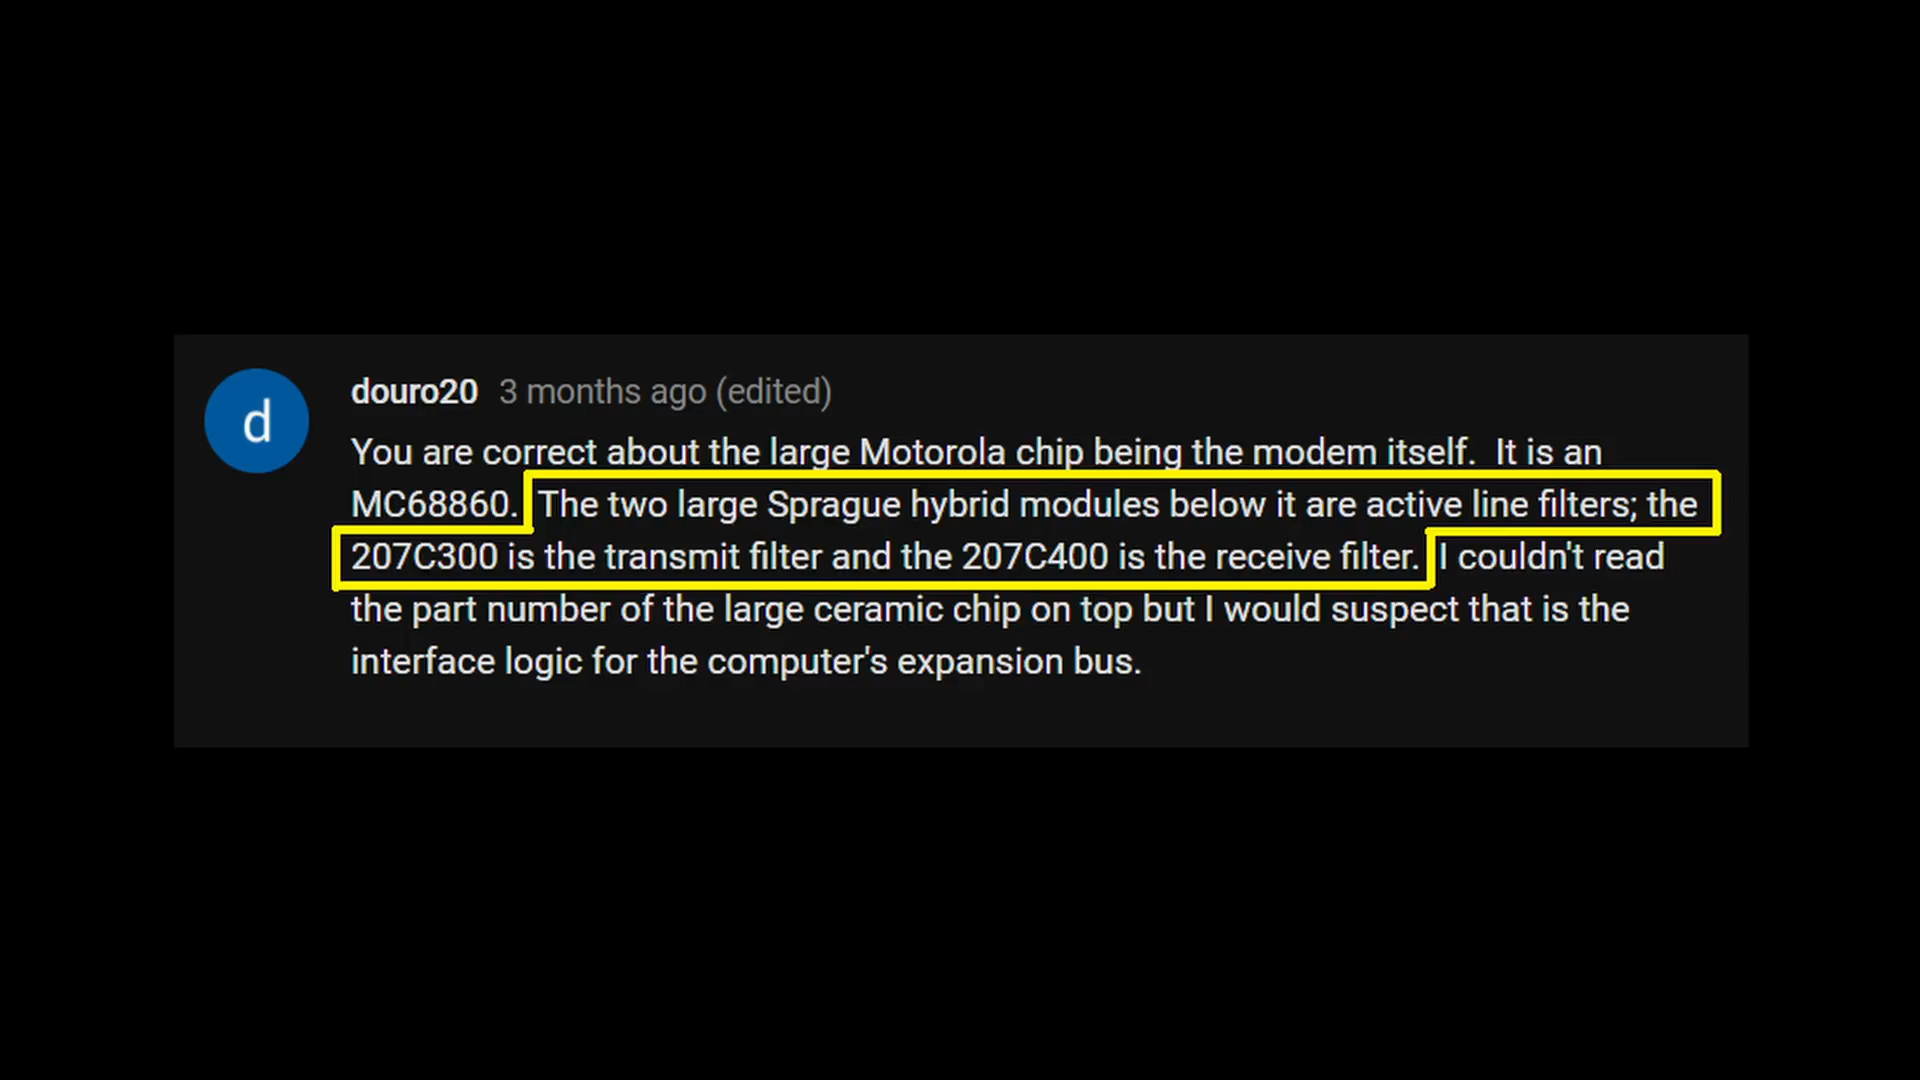 d
douro20 3 months ago (edited)
You are correct about the large Motorola chip being the modem itself.  It is an
MC68860.  The two large Sprague hybrid modules below it are active line filters; the
207C300 is the transmit filter and the 207C400 is the receive filter.  I couldn't read
the part number of the large ceramic chip on top but I would suspect that is the
interface logic for the computer's expansion bus.